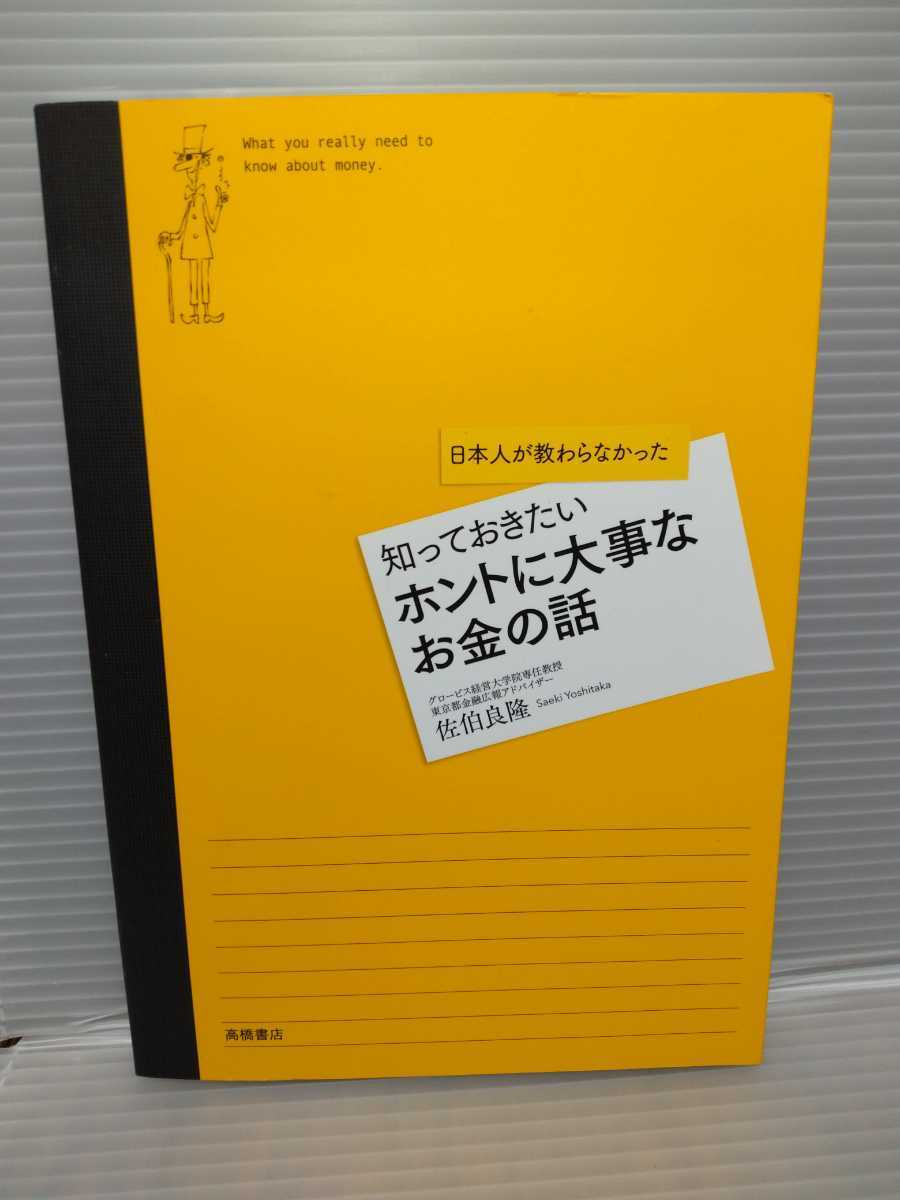 What you really need to
know about money.
日本人が教わらなかった
知っておきたい
ホントに大事な
お金の話
グロービス経営大学院専任教授
東京都金融広報アドバイザー
佐伯良隆 Saeki Yoshitaka
高橋書店